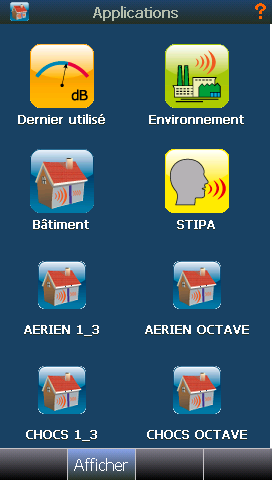 Applications ?
dB
Dernier utilisé Environnement
Bâtiment STIPA
AERIEN 1_3 AERIEN OCTAVE
CHOCS 1_3 CHOCS OCTAVE
Afficher